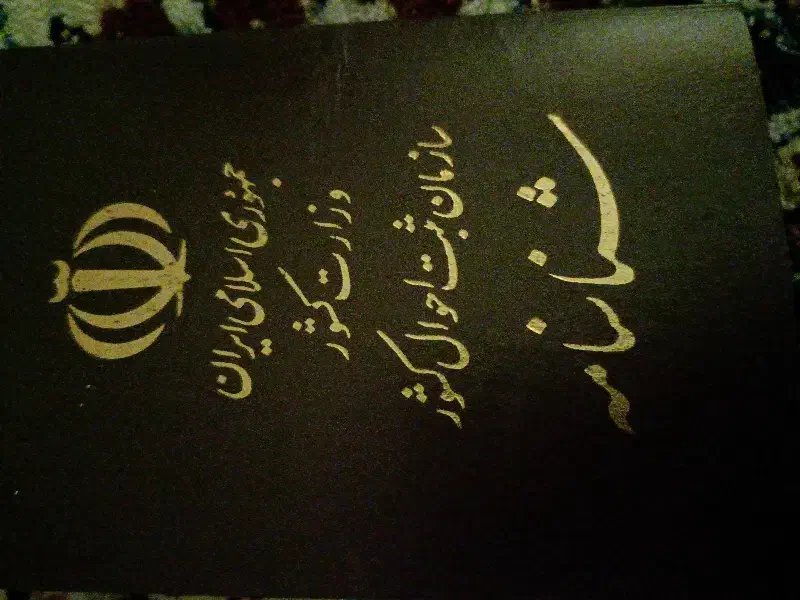 جمهوری اسلامی ایران
وزارت کشور
سازمان ثبت احوال کشور
شناسنامه